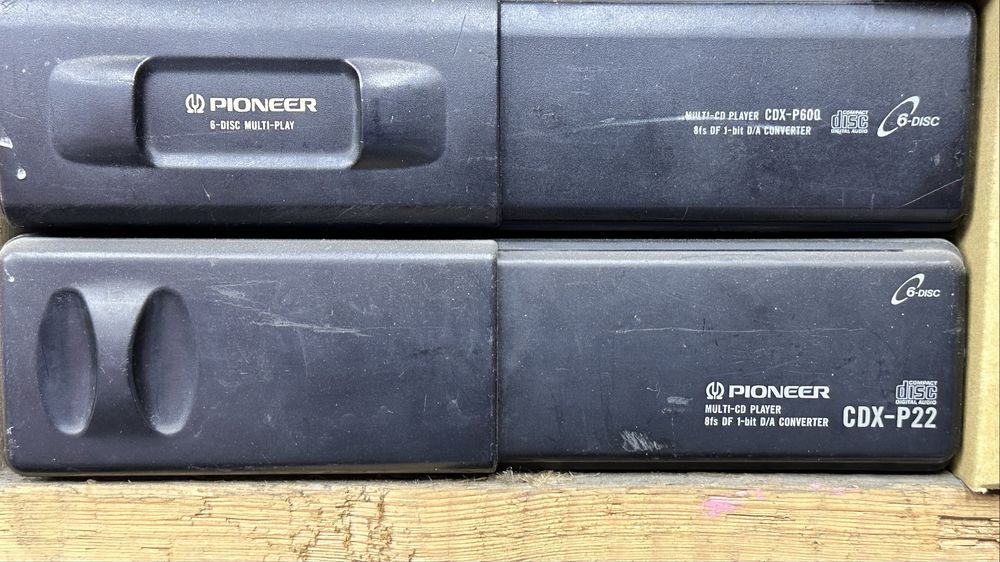 PIONEER
6-DISC MULTI-PLAY
MULTI-CD PLAYER CDX-P600
8fs DF 1-bit D/A CONVERTER
COMPACT
disc
DIGITAL AUDIO
6-DISC
6-DISC
PIONEER
MULTI-CD PLAYER
8fs DF 1-bit D/A CONVERTER
COMPACT
disc
DIGITAL AUDIO
CDX-P22